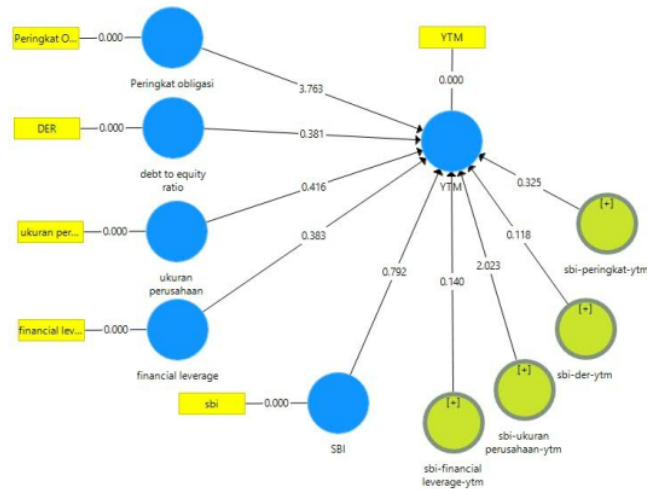 Peringkat O...
0.000
Peringkat obligasi
YTM
0.000
3.763
DER
0.000
debt to equity
ratio
0.381
YTM
0.416
0.325
[+]
sbi-peringkat-ytm
ukuran per...
0.000
ukuran
perusahaan
0.383
0.118
0.792
0.140
2.023
[+]
sbi-der-ytm
financial lev...
0.000
financial leverage
[+]
sbi-ukuran
perusahaan-ytm
sbi
0.000
SBI
[+]
sbi-financial
leverage-ytm